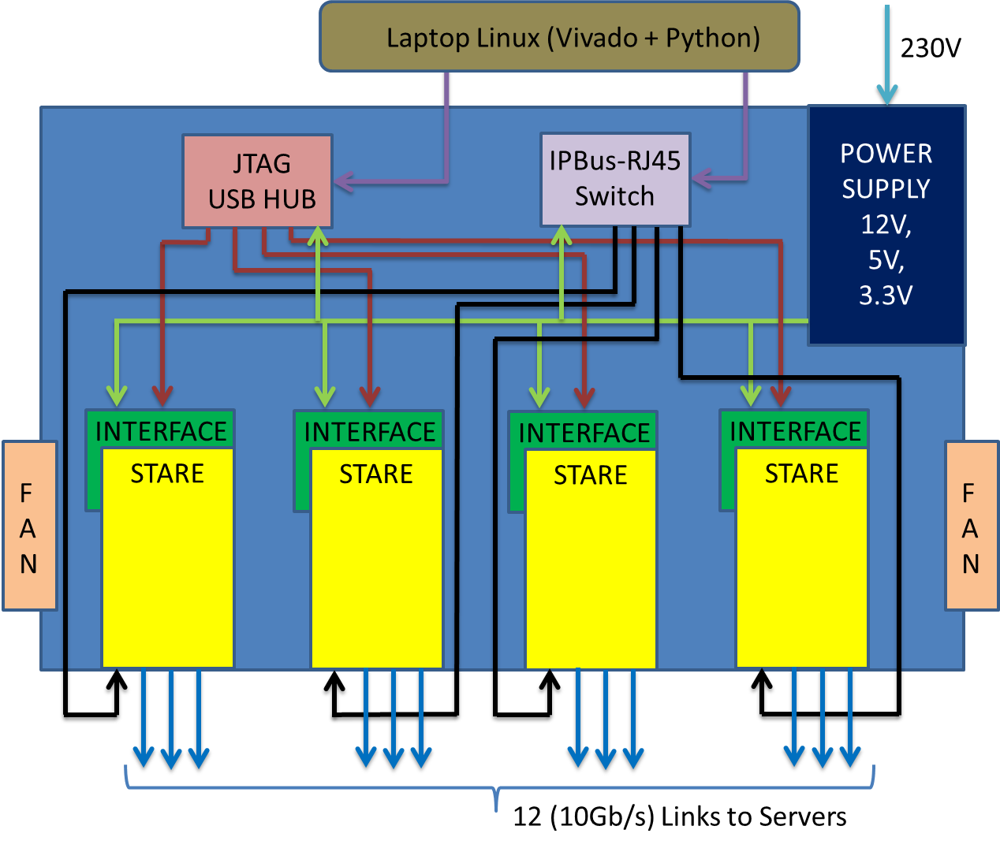 Laptop Linux (Vivado + Python)
230V
JTAG
USB HUB
IPBus-RJ45
Switch
POWER
SUPPLY
12V,
5V,
3.3V
INTERFACE
STARE
INTERFACE
STARE
INTERFACE
STARE
INTERFACE
STARE
F
A
N
F
A
N
12 (10Gb/s) Links to Servers